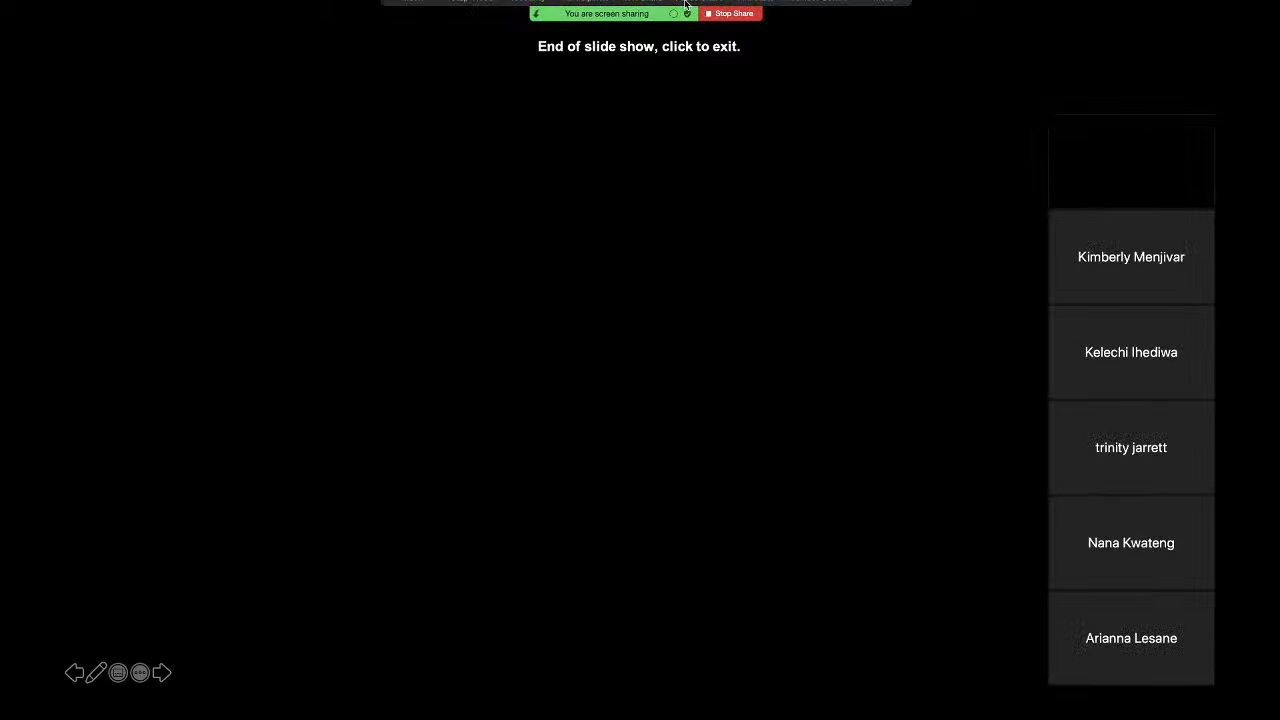 You are screen sharing
Stop Share
End of slide show, click to exit.
Kimberly Menjivar
Kelechi Ihediwa
trinity jarrett
Nana Kwateng
Arianna Lesane